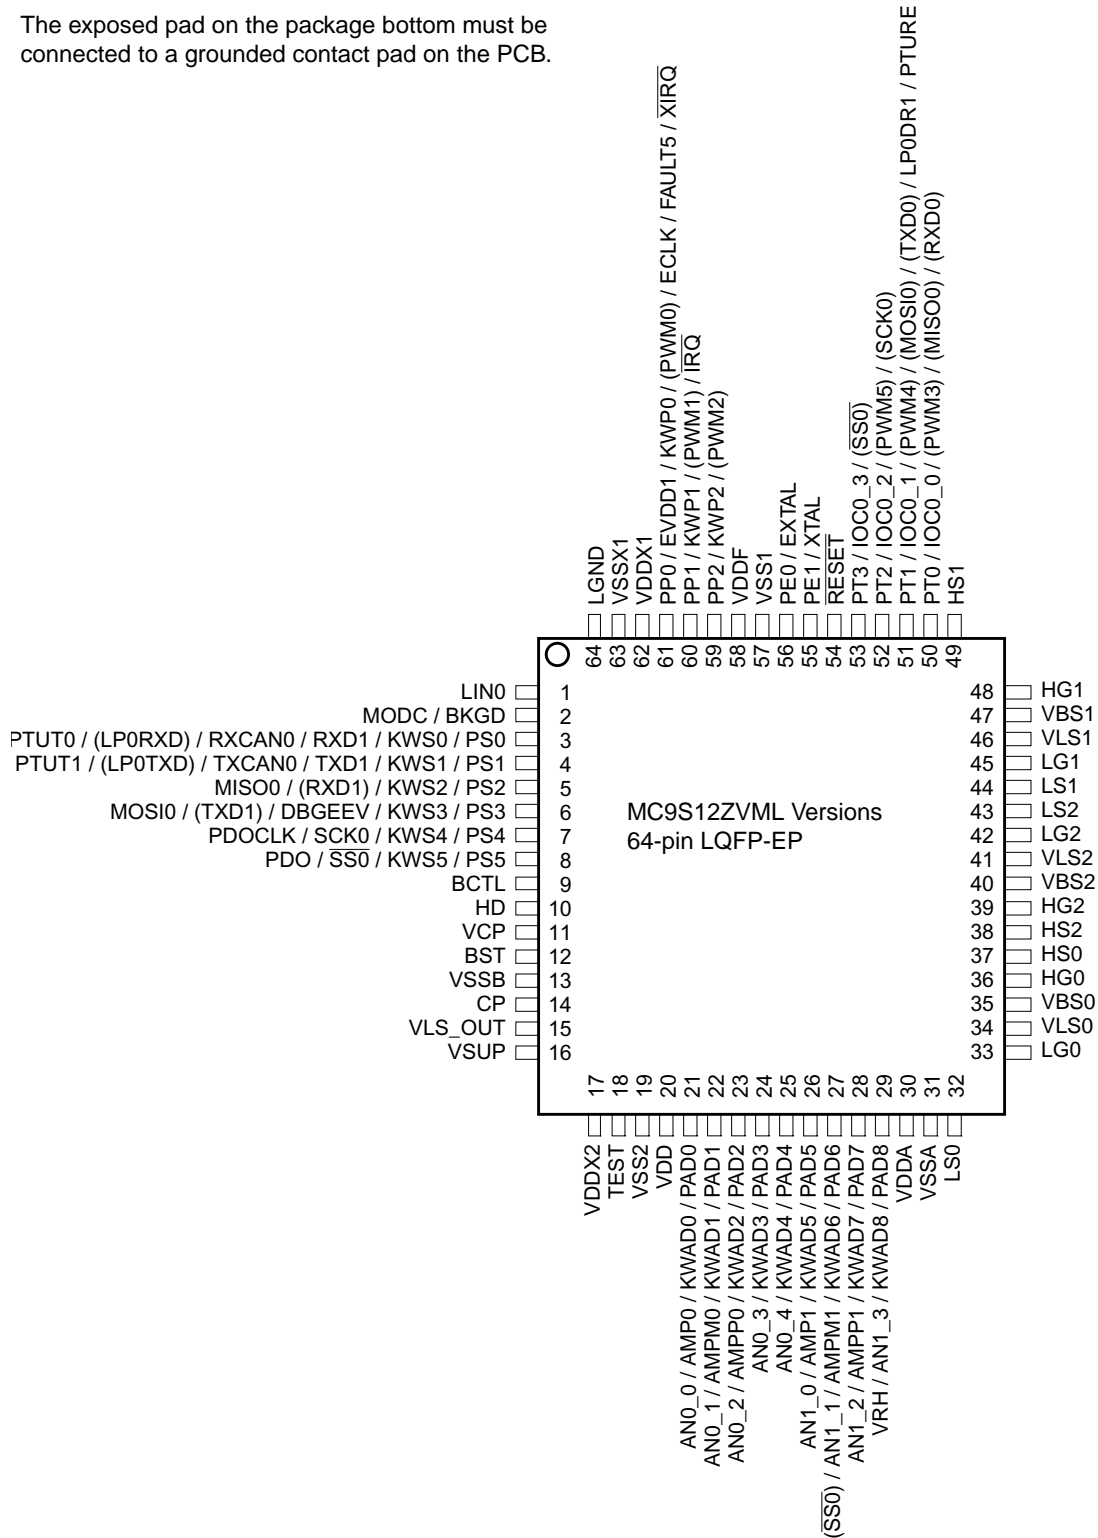 The exposed pad on the package bottom must be
connected to a grounded contact pad on the PCB.
64 LGND
63 VSSX1
62 VDDX1
61 PP0 / EVDD1 / KWP0 / (PWM0) / ECLK / FAULT5 / XIRQ
60 PP1 / KWP1 / (PWM1) / IRQ
59 PP2 / KWP2 / (PWM2)
58 VDDF
57 VSS1
56 PE0 / EXTAL
55 PE1 / XTAL
54 RESET
53 PT3 / IOC0_3 / (SS0)
52 PT2 / IOC0_2 / (PWM5) / (SCK0)
51 PT1 / IOC0_1 / (PWM4) / (MOSI0) / (TXD0) / LP0DR1 / PTURE
50 PT0 / IOC0_0 / (PWM3) / (MISO0) / (RXD0)
49 HS1
LIN0 1
MODC / BKGD 2
PTUT0 / (LP0RXD) / RXCAN0 / RXD1 / KWS0 / PS0 3
PTUT1 / (LP0TXD) / TXCAN0 / TXD1 / KWS1 / PS1 4
MISO0 / (RXD1) / KWS2 / PS2 5
MOSI0 / (TXD1) / DBGEEV / KWS3 / PS3 6
PDOCLK / SCK0 / KWS4 / PS4 7
PDO / SS0 / KWS5 / PS5 8
BCTL 9
HD 10
VCP 11
BST 12
VSSB 13
CP 14
VLS_OUT 15
VSUP 16
MC9S12ZVML Versions
64-pin LQFP-EP
48 HG1
47 VBS1
46 VLS1
45 LG1
44 LS1
43 LS2
42 LG2
41 VLS2
40 VBS2
39 HG2
38 HS2
37 HS0
36 HG0
35 VBS0
34 VLS0
33 LG0
VDDX2 17
TEST 18
VSS2 19
VDD 20
AN0_0 / AMP0 / KWAD0 / PAD0 21
AN0_1 / AMPM0 / KWAD1 / PAD1 22
AN0_2 / AMPP0 / KWAD2 / PAD2 23
AN0_3 / KWAD3 / PAD3 24
AN0_4 / KWAD4 / PAD4 25
AN1_0 / AMP1 / KWAD5 / PAD5 26
(SS0) / AN1_1 / AMPM1 / KWAD6 / PAD6 27
AN1_2 / AMPP1 / KWAD7 / PAD7 28
VRH / AN1_3 / KWAD8 / PAD8 29
VDDA 30
VSSA 31
LS0 32